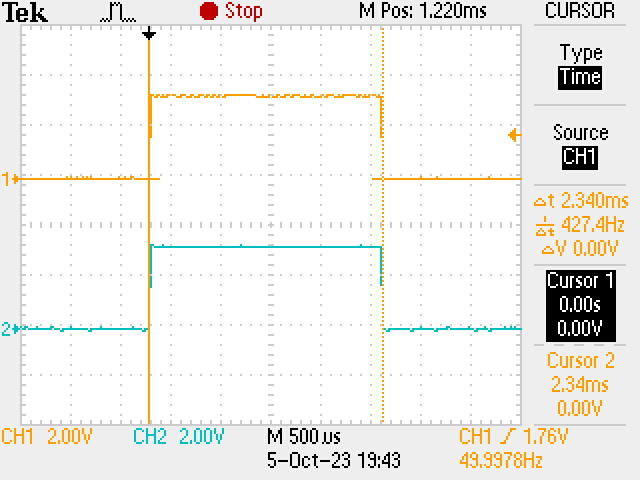 Tek Stop M Pos: 1.220ms CURSOR
Type
Time
Source
CH1
1
Δt 2.340ms
1/Δt 427.4Hz
ΔV 0.00V
Cursor 1
0.00s
0.00V
2
Cursor 2
2.34ms
0.00V
CH1 2.00V CH2 2.00V M 500µs CH1 1.76V
5-Oct-23 19:43 49.9978Hz